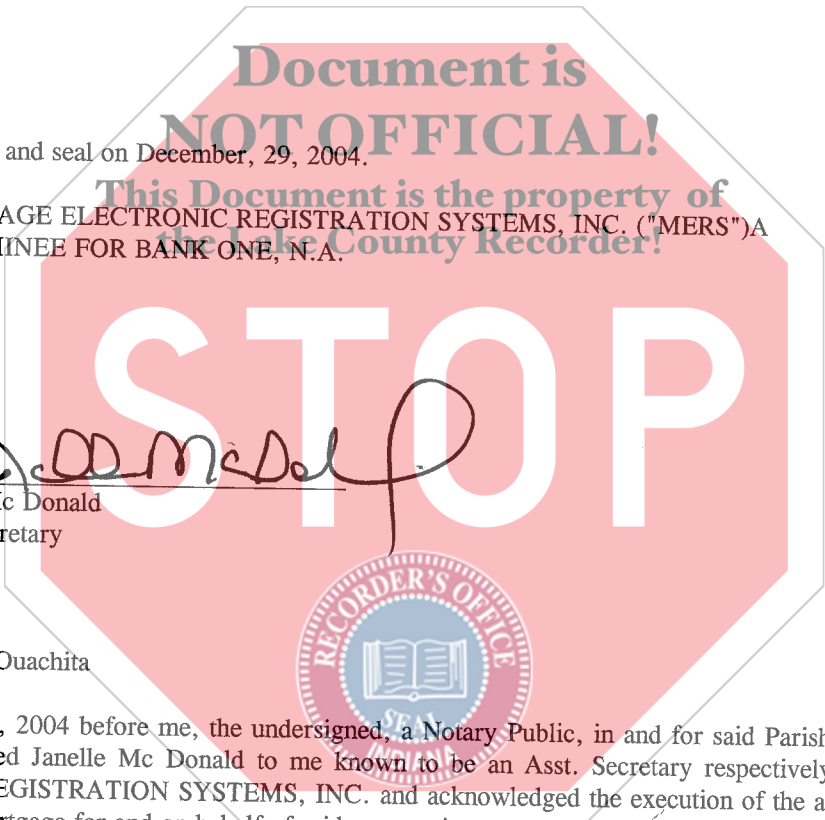 Document is
NOT OFFICIAL!
and seal on December, 29, 2004.
This Document is the property of
AGE ELECTRONIC REGISTRATION SYSTEMS, INC. ("MERS")A
INEE FOR BANK ONE, N.A.
the Lake County Recorder!
STOP
Mc Donald
retary
RECORDER'S OFFICE
SEAL
INDIANA
Ouachita
, 2004 before me, the undersigned, a Notary Public, in and for said Parish
ed Janelle Mc Donald to me known to be an Asst. Secretary respectively
EGISTRATION SYSTEMS, INC. and acknowledged the execution of the a